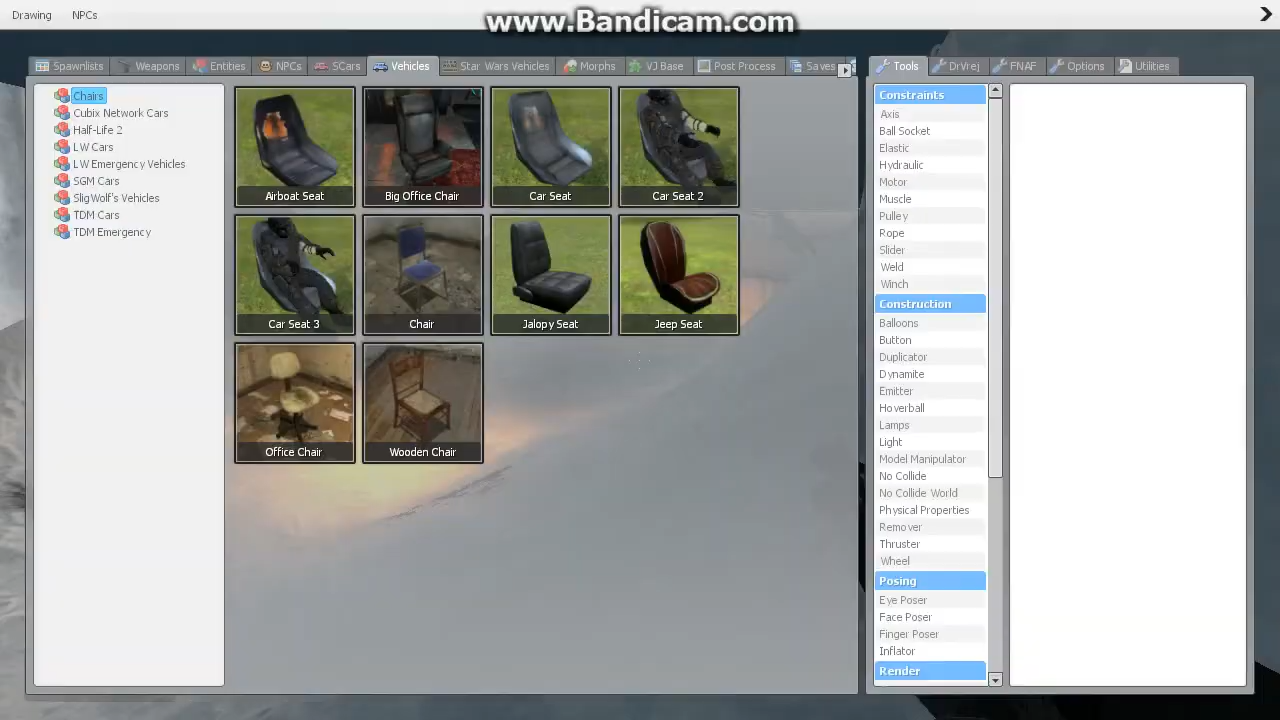 Drawing NPCs
www.Bandicam.com
Spawnlists Weapons Entities NPCs SCars Vehicles Star Wars Vehicles Morphs VJ Base Post Process Saves
Tools DrVrej FNAF Options Utilities
Chairs
Cubix Network Cars
Half-Life 2
LW Cars
LW Emergency Vehicles
SGM Cars
SligWolf's Vehicles
TDM Cars
TDM Emergency
Airboat Seat Big Office Chair Car Seat Car Seat 2
Car Seat 3 Chair Jalopy Seat Jeep Seat
Office Chair Wooden Chair
Constraints
Axis
Ball Socket
Elastic
Hydraulic
Motor
Muscle
Pulley
Rope
Slider
Weld
Winch
Construction
Balloons
Button
Duplicator
Dynamite
Emitter
Hoverball
Lamps
Light
Model Manipulator
No Collide
No Collide World
Physical Properties
Remover
Thruster
Wheel
Posing
Eye Poser
Face Poser
Finger Poser
Inflator
Render